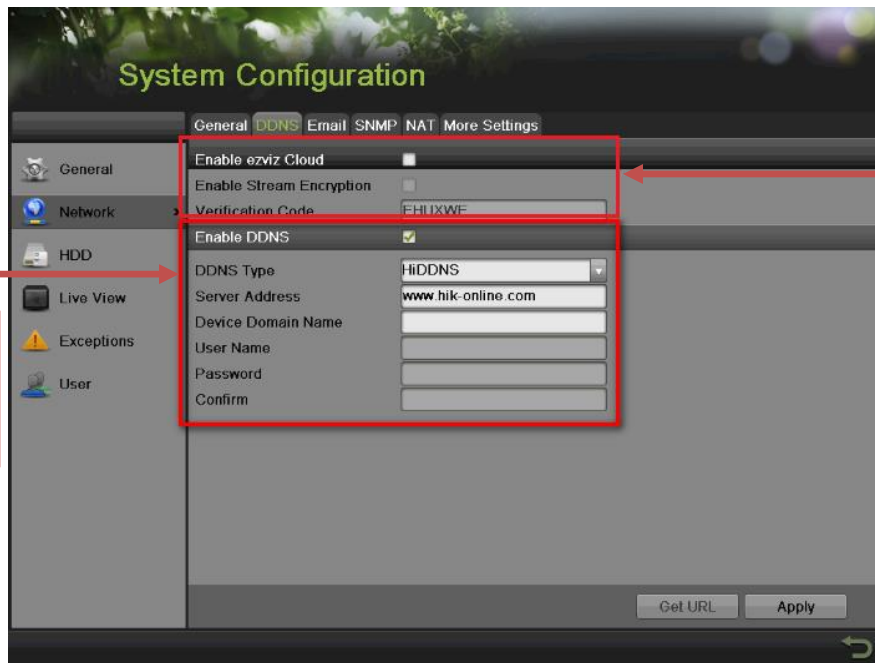 System Configuration
General DDNS Email SNMP NAT More Settings
General
Network
HDD
Live View
Exceptions
User
Enable ezviz Cloud
Enable Stream Encryption
Verification Code EHUXWE
Enable DDNS
DDNS Type HiDDNS
Server Address www.hik-online.com
Device Domain Name
User Name
Password
Confirm
Get URL Apply